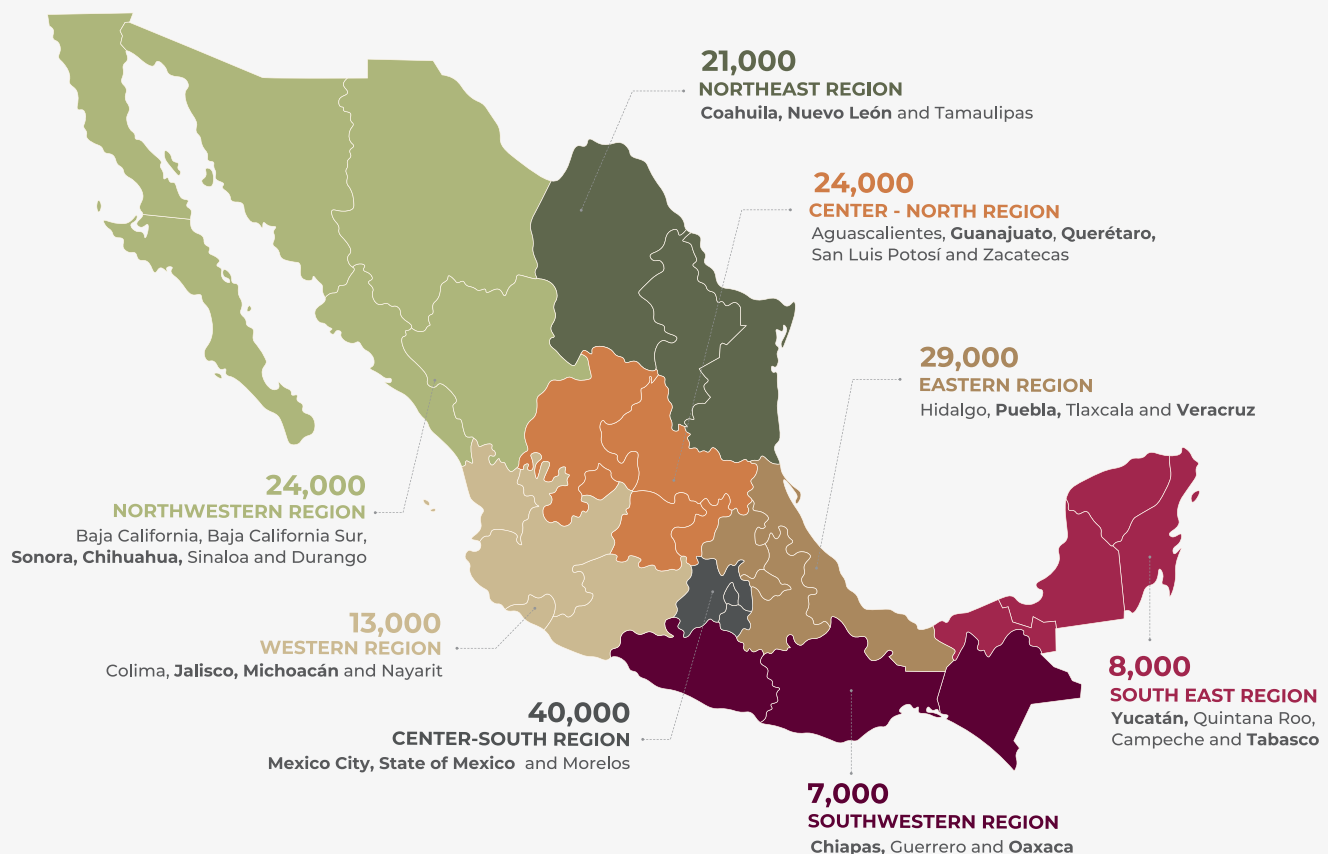 21,000
NORTHEAST REGION
Coahuila, Nuevo León and Tamaulipas
24,000
CENTER - NORTH REGION
Aguascalientes, Guanajuato, Querétaro,
San Luis Potosí and Zacatecas
29,000
EASTERN REGION
Hidalgo, Puebla, Tlaxcala and Veracruz
24,000
NORTHWESTERN REGION
Baja California, Baja California Sur,
Sonora, Chihuahua, Sinaloa and Durango
13,000
WESTERN REGION
Colima, Jalisco, Michoacán and Nayarit
40,000
CENTER-SOUTH REGION
Mexico City, State of Mexico and Morelos
8,000
SOUTH EAST REGION
Yucatán, Quintana Roo,
Campeche and Tabasco
7,000
SOUTHWESTERN REGION
Chiapas, Guerrero and Oaxaca